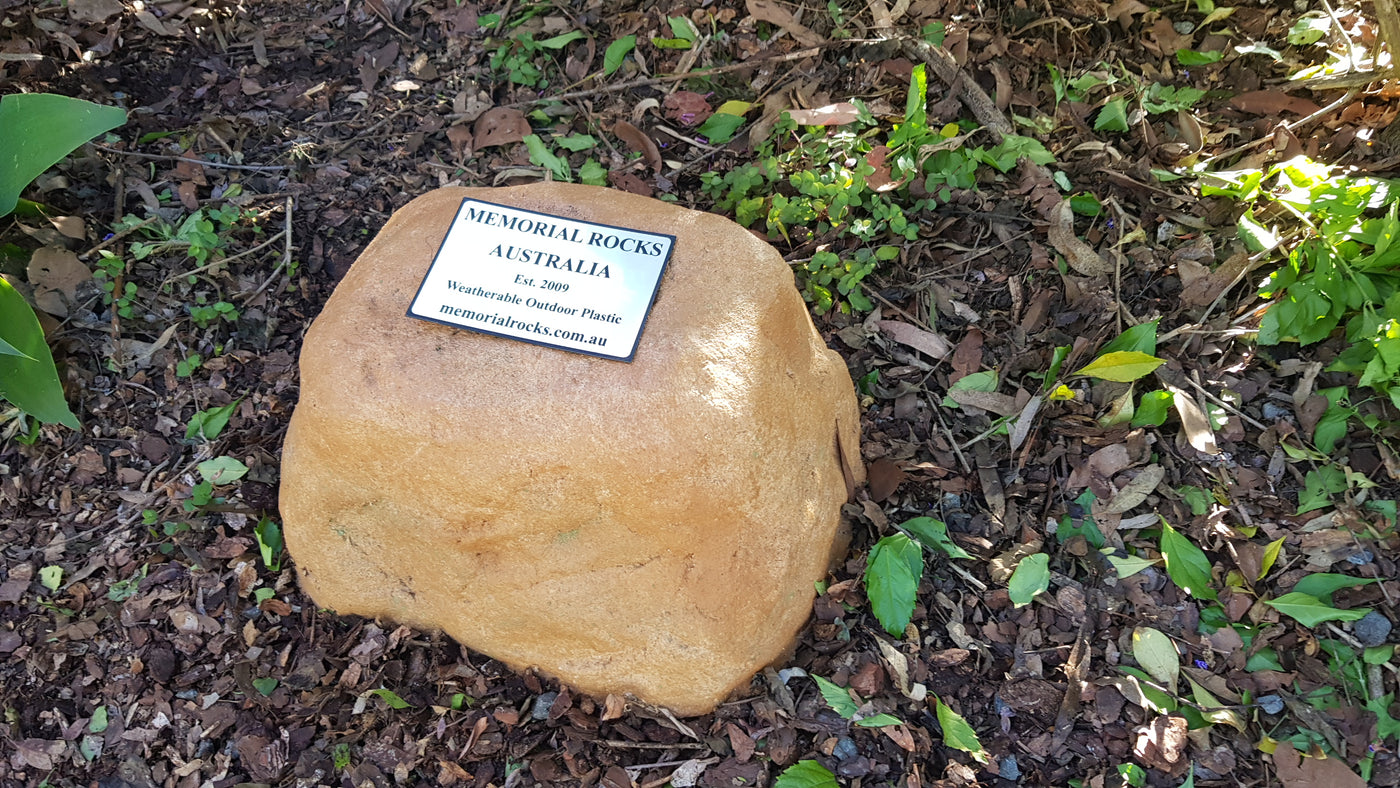 MEMORIAL ROCKS
AUSTRALIA
Est. 2009
Weatherable Outdoor Plastic
memorialrocks.com.au